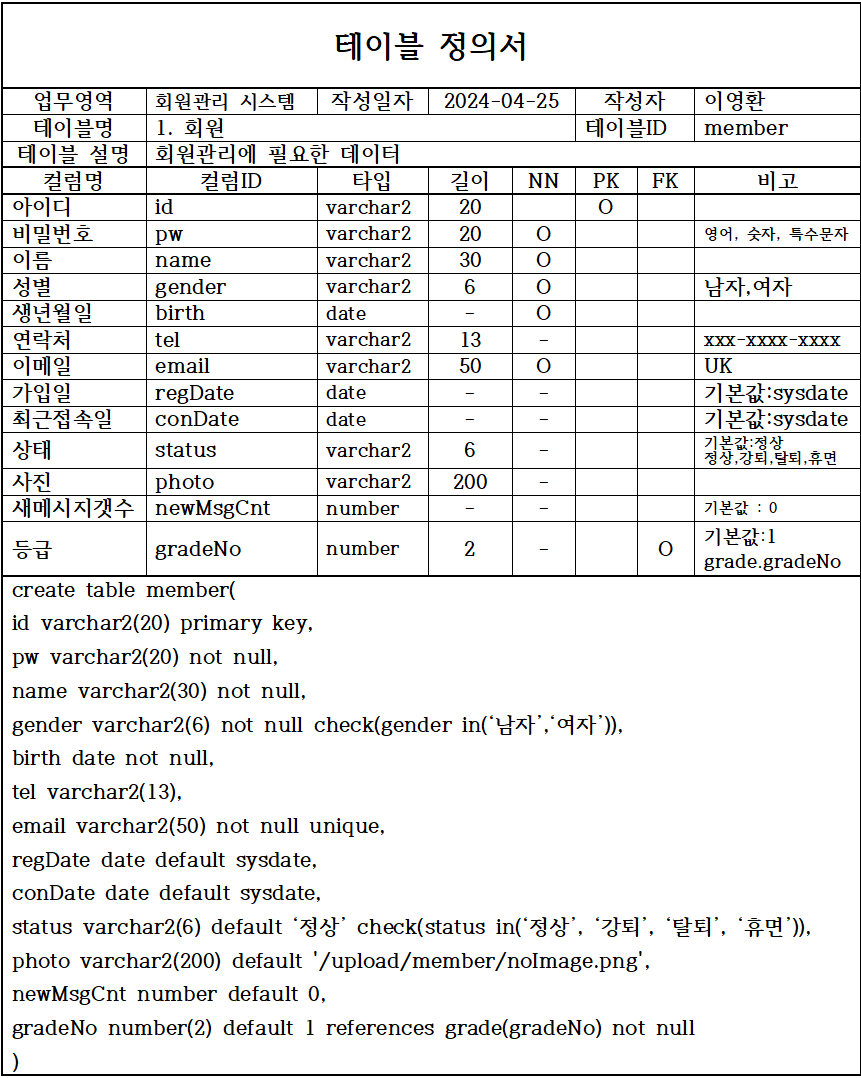 테이블 정의서
업무영역 회원관리 시스템 작성일자 2024-04-25 작성자 이영환
테이블명 1. 회원 테이블ID member
테이블 설명 회원관리에 필요한 데이터
컬럼명 컬럼ID 타입 길이 NN PK FK 비고
아이디 id varchar2 20 O
비밀번호 pw varchar2 20 O 영어, 숫자, 특수문자
이름 name varchar2 30 O
성별 gender varchar2 6 O 남자,여자
생년월일 birth date - O
연락처 tel varchar2 13 - xxx-xxxx-xxxx
이메일 email varchar2 50 O UK
가입일 regDate date - - 기본값:sysdate
최근접속일 conDate date - - 기본값:sysdate
상태 status varchar2 6 - 기본값:정상
정상,강퇴,탈퇴,휴면
사진 photo varchar2 200 -
새메시지갯수 newMsgCnt number - - 기본값 : 0
등급 gradeNo number 2 - O 기본값:1
grade.gradeNo
create table member(
id varchar2(20) primary key,
pw varchar2(20) not null,
name varchar2(30) not null,
gender varchar2(6) not null check(gender in(‘남자’,‘여자’)),
birth date not null,
tel varchar2(13),
email varchar2(50) not null unique,
regDate date default sysdate,
conDate date default sysdate,
status varchar2(6) default ‘정상’ check(status in(‘정상’, ‘강퇴’, ‘탈퇴’, ‘휴면’)),
photo varchar2(200) default '/upload/member/noImage.png',
newMsgCnt number default 0,
gradeNo number(2) default 1 references grade(gradeNo) not null
)